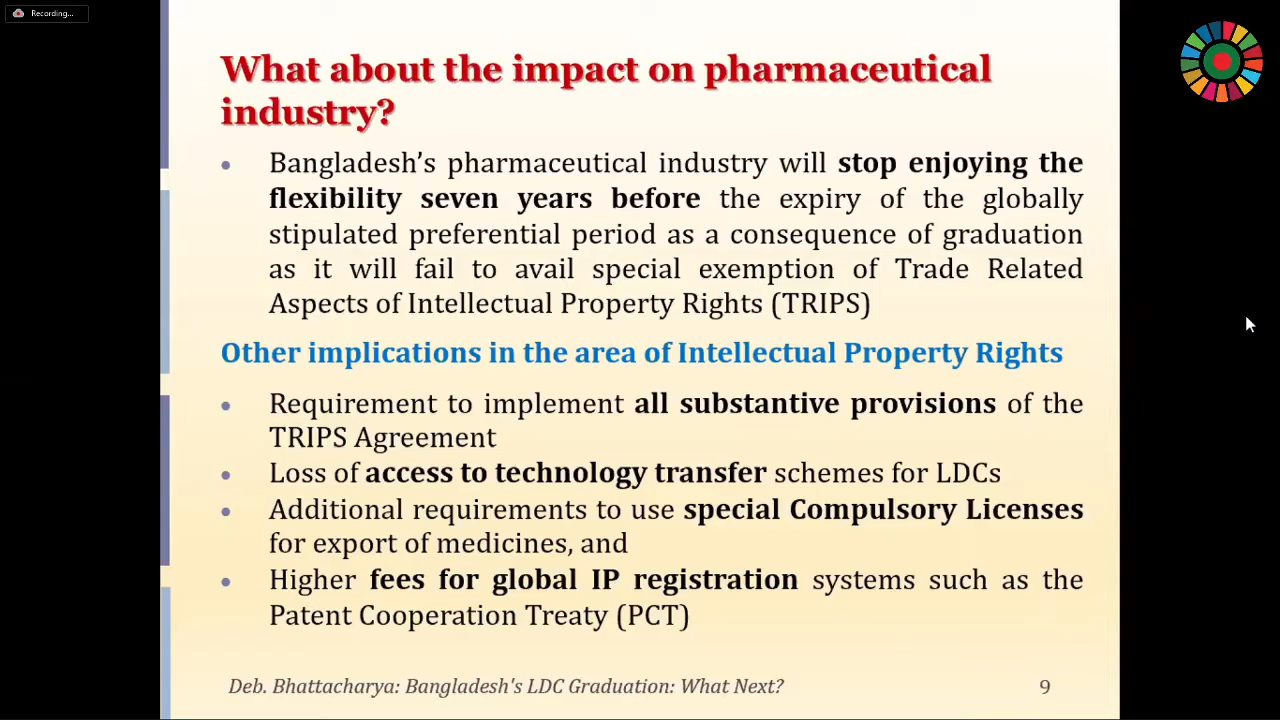 Recording...
What about the impact on pharmaceutical
industry?
• Bangladesh’s pharmaceutical industry will stop enjoying the
flexibility seven years before the expiry of the globally
stipulated preferential period as a consequence of graduation
as it will fail to avail special exemption of Trade Related
Aspects of Intellectual Property Rights (TRIPS)
Other implications in the area of Intellectual Property Rights
• Requirement to implement all substantive provisions of the
TRIPS Agreement
• Loss of access to technology transfer schemes for LDCs
• Additional requirements to use special Compulsory Licenses
for export of medicines, and
• Higher fees for global IP registration systems such as the
Patent Cooperation Treaty (PCT)
Deb. Bhattacharya: Bangladesh's LDC Graduation: What Next?
9